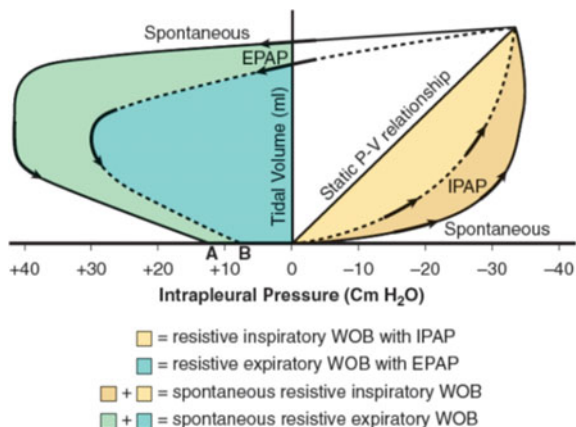 Spontaneous
EPAP
Tidal Volume (ml)
Static P-V relationship
IPAP
Spontaneous
+40 +30 +20 A +10 B 0 −10 −20 −30 −40
Intrapleural Pressure (Cm H₂O)
= resistive inspiratory WOB with IPAP
= resistive expiratory WOB with EPAP
+ = spontaneous resistive inspiratory WOB
+ = spontaneous resistive expiratory WOB